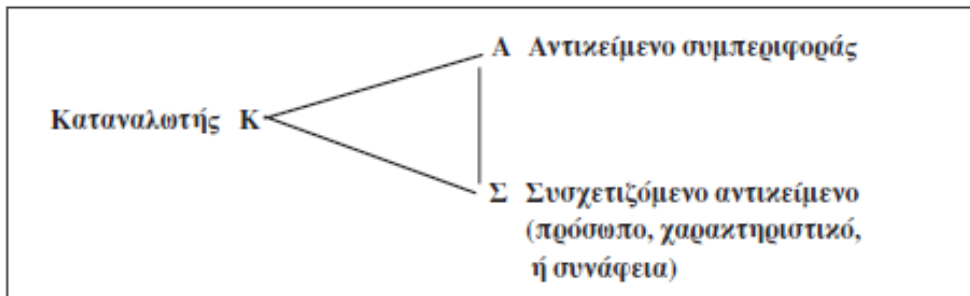 Α Αντικείμενο συμπεριφοράς
Καταναλωτής Κ
Σ Συσχετιζόμενο αντικείμενο
(πρόσωπο, χαρακτηριστικό,
ή συνάφεια)